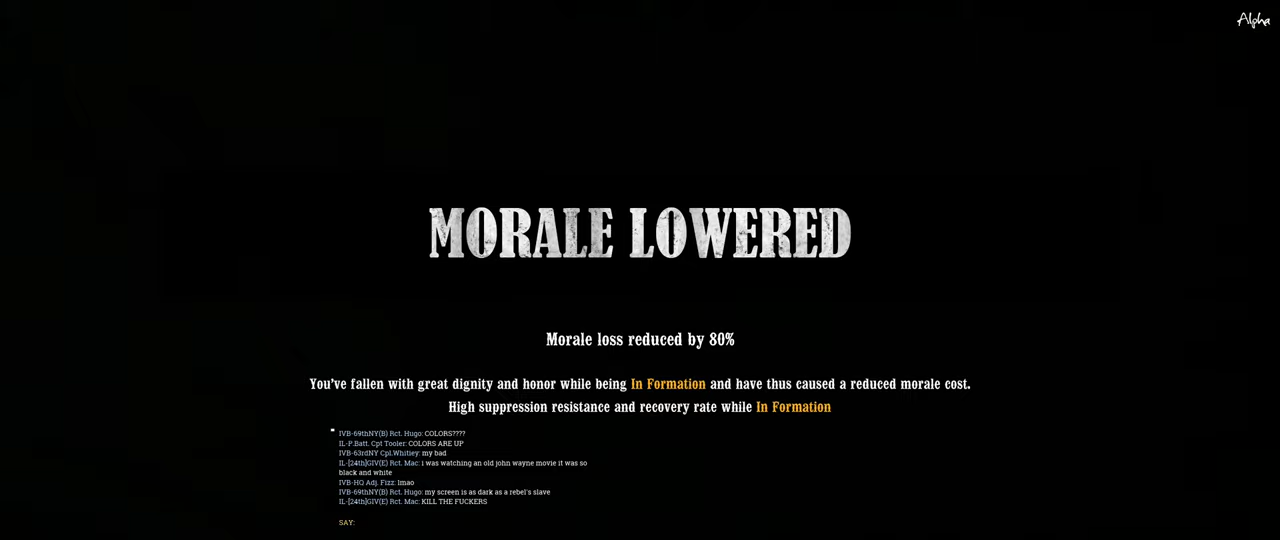 Alpha
MORALE LOWERED
Morale loss reduced by 80%
You've fallen with great dignity and honor while being In Formation and have thus caused a reduced morale cost.
High suppression resistance and recovery rate while In Formation
IVB-69thNY(B) Rct. Hugo: COLORS????
IL-P.Batt. Cpt Tooler: COLORS ARE UP
IVB-63rdNY Cpl.Whitley: my bad
IL-[24th]GIV(E) Rct. Mac: i was watching an old john wayne movie it was so
black and white
IVB-HQ Adj. Fizz: lmao
IVB-69thNY(B) Rct. Hugo: my screen is as dark as a rebel's slave
IL-[24th]GIV(E) Rct. Mac: KILL THE FUCKERS
SAY: